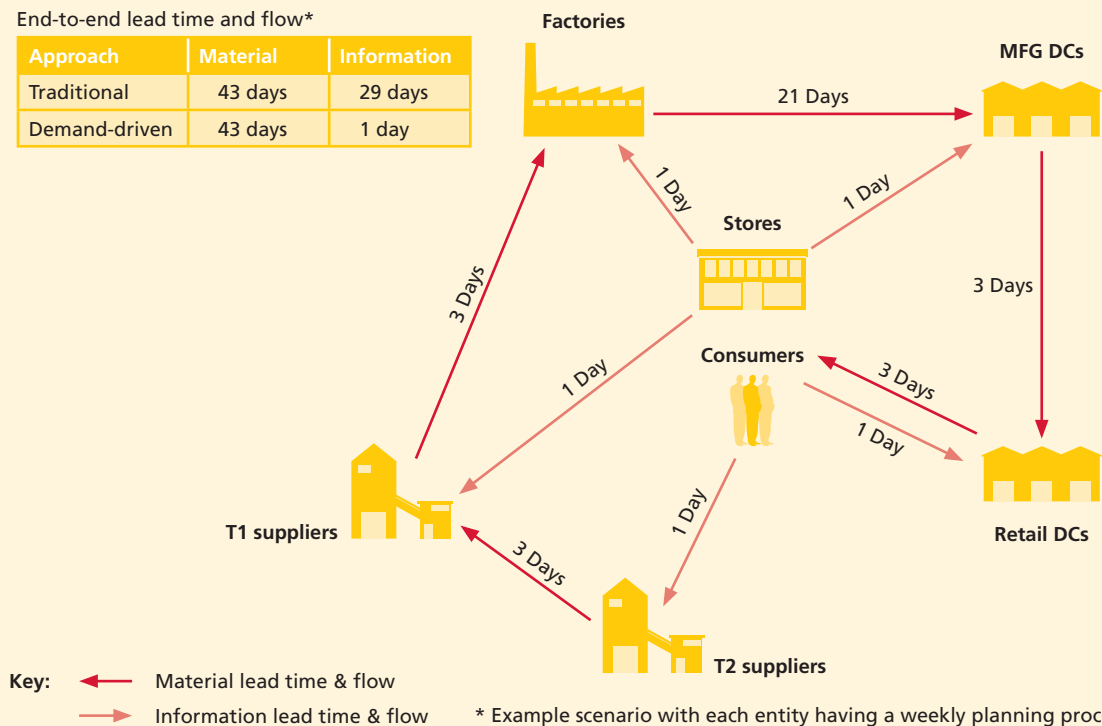 End-to-end lead time and flow*
Approach Material Information
Traditional 43 days 29 days
Demand-driven 43 days 1 day
Factories
MFG DCs
21 Days
1 Day
1 Day
Stores
3 Days
3 Days
Consumers
1 Day
3 Days
1 Day
1 Day
T1 suppliers
Retail DCs
3 Days
T2 suppliers
Key:
Material lead time & flow
Information lead time & flow
* Example scenario with each entity having a weekly planning proc